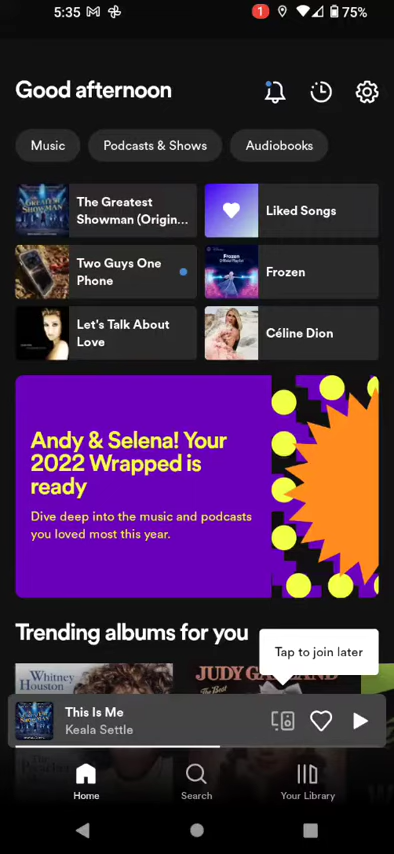 5:35
1
75%
Good afternoon
Music
Podcasts & Shows
Audiobooks
The Greatest
Showman (Origin...
Liked Songs
Two Guys One
Phone
Frozen
Let's Talk About
Love
Céline Dion
Andy & Selena! Your
2022 Wrapped is
ready
Dive deep into the music and podcasts
you loved most this year.
Trending albums for you
Tap to join later
Whitney
Houston
JUDY GARLAND
The Best
This Is Me
Keala Settle
Home
Search
Your Library